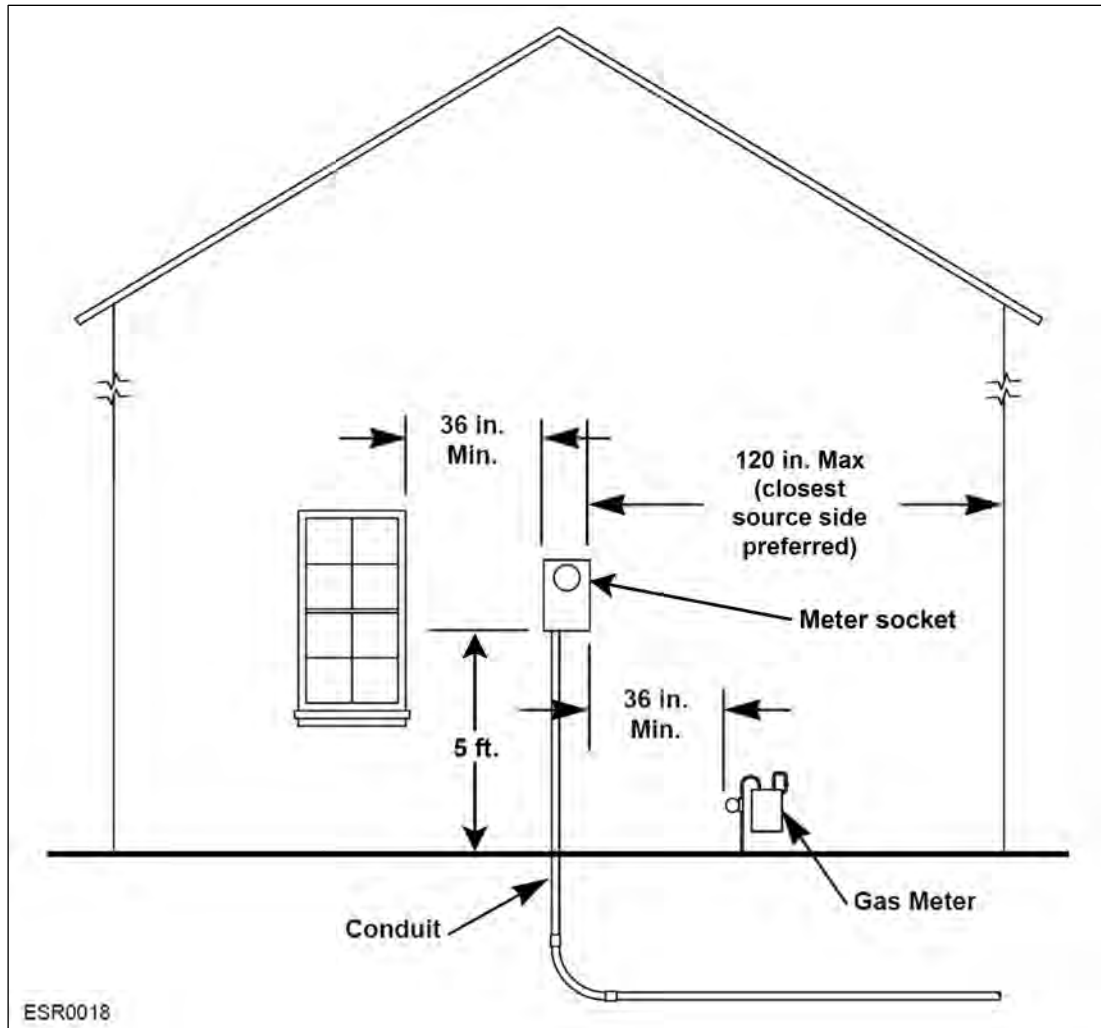 36 in.
Min.
120 in. Max
(closest
source side
preferred)
Meter socket
36 in.
Min.
5 ft.
Gas Meter
Conduit
ESR0018